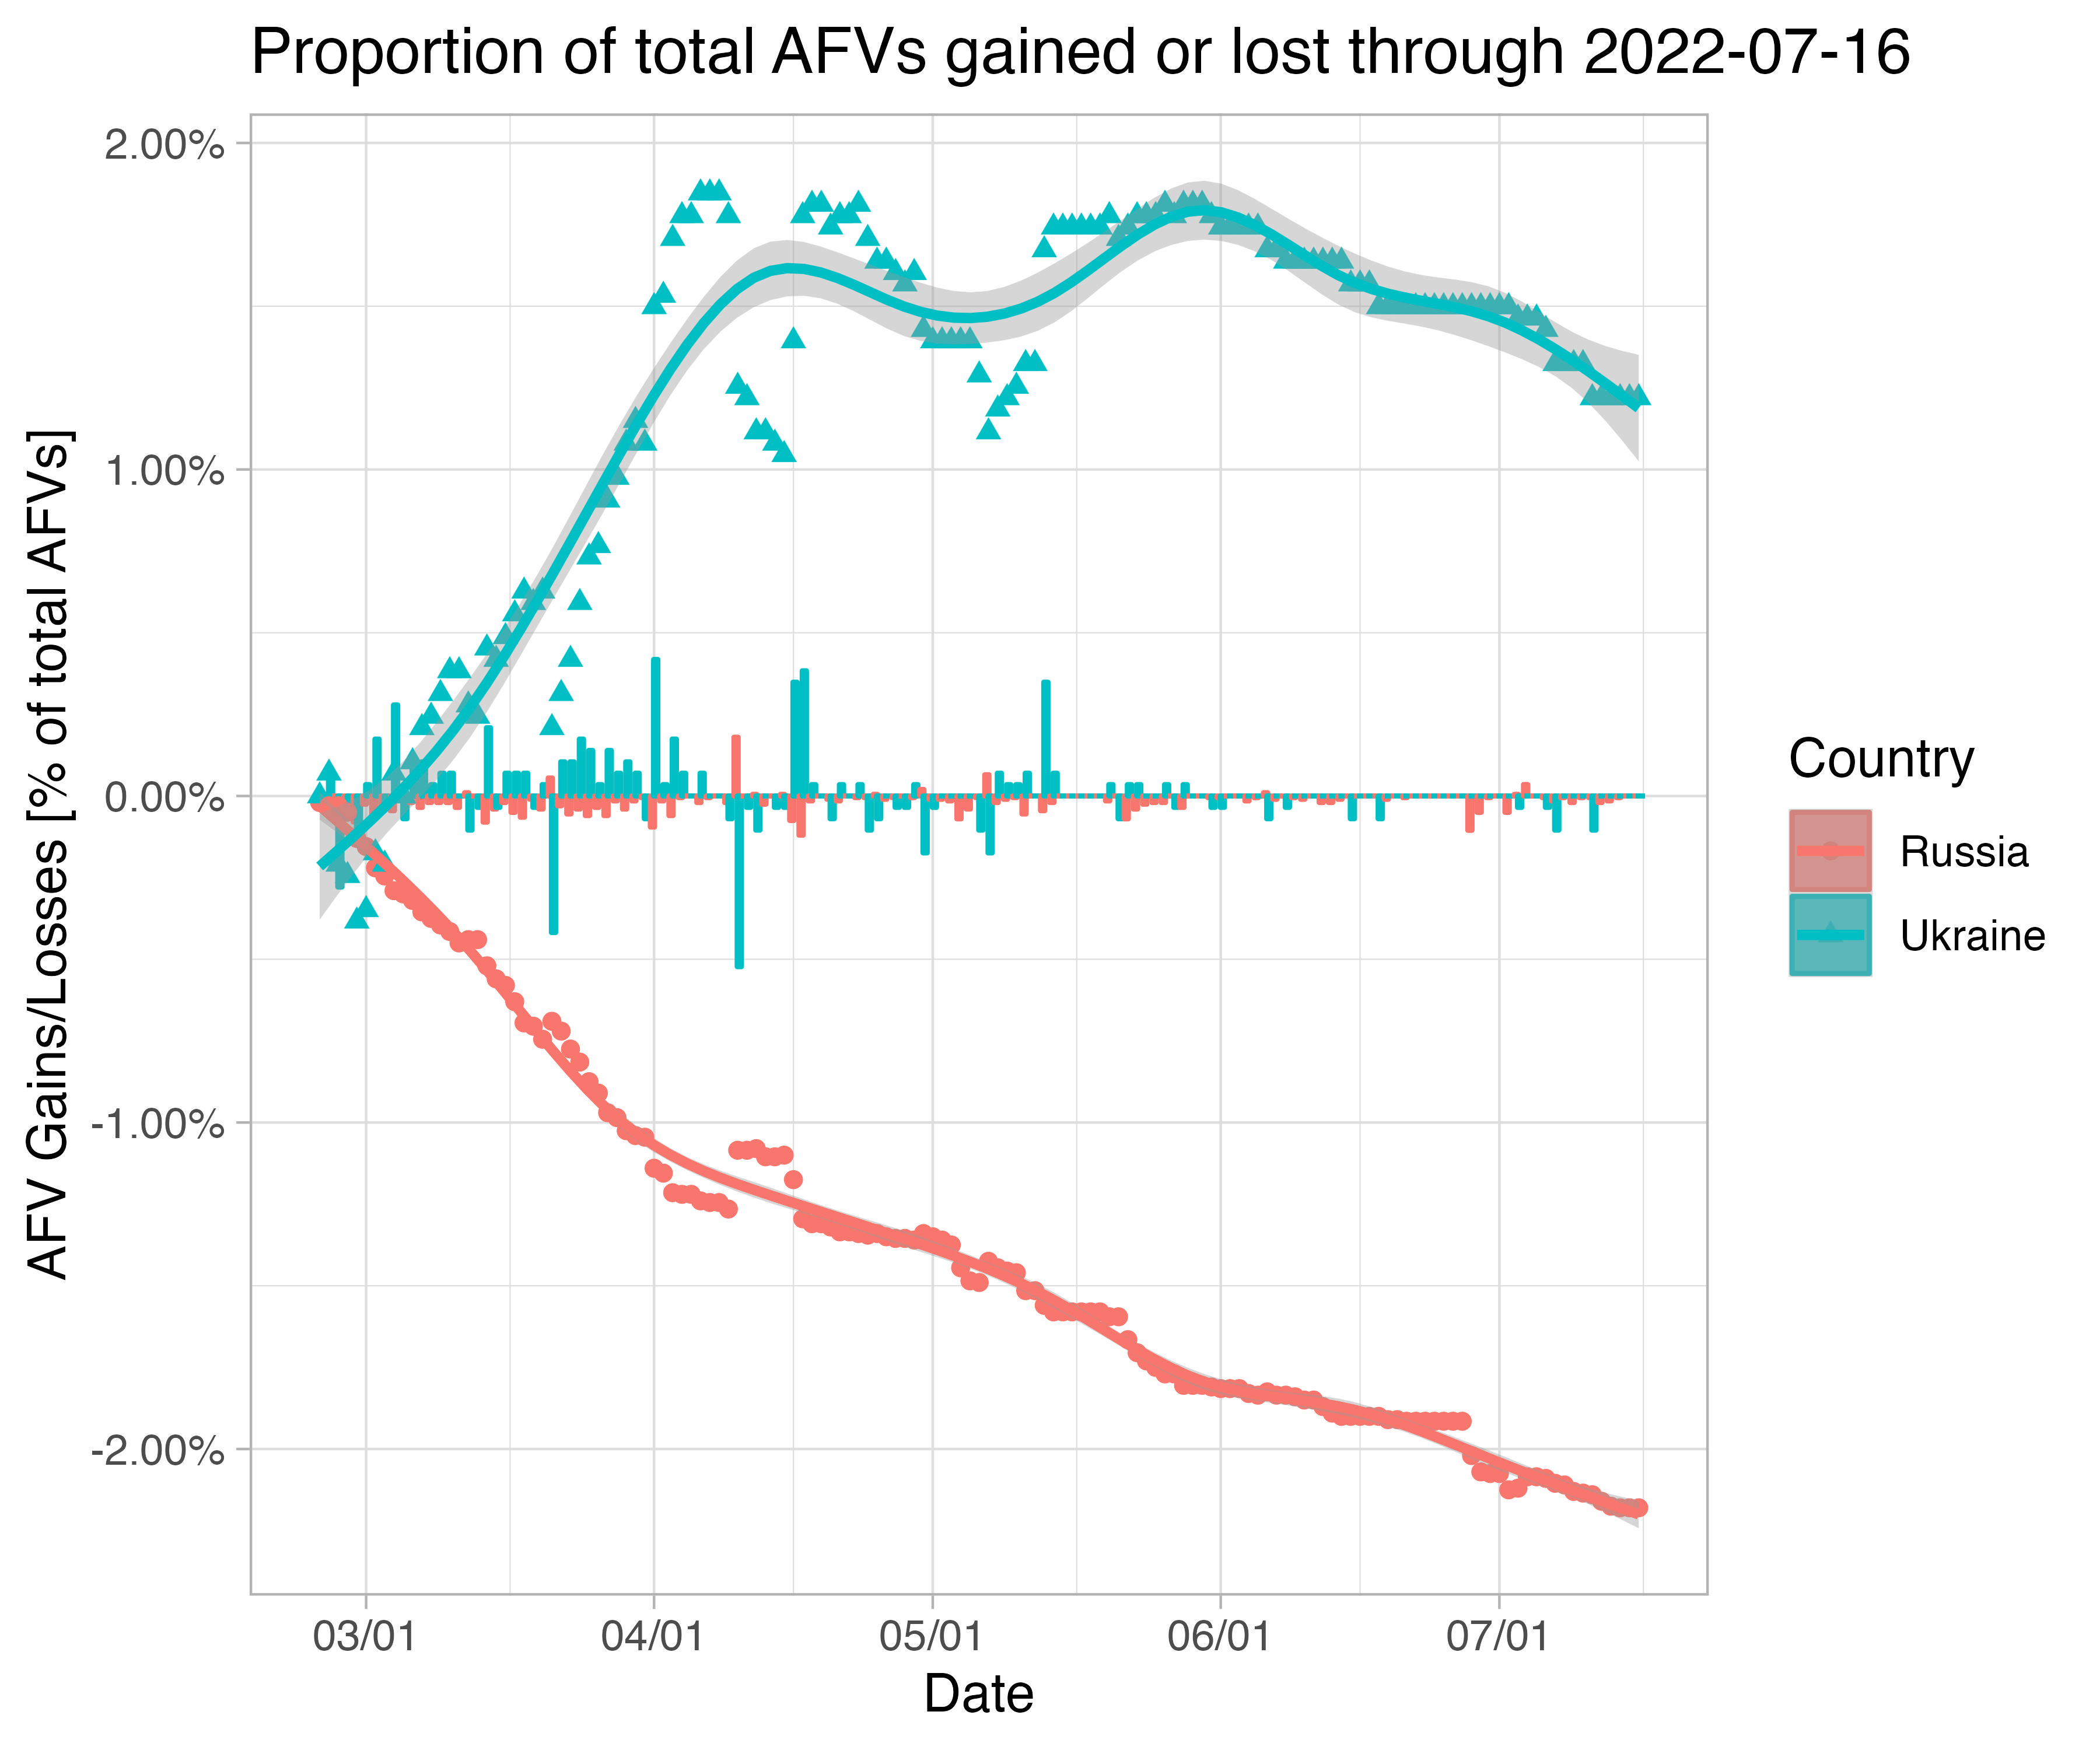 Proportion of total AFVs gained or lost through 2022-07-16
AFV Gains/Losses [% of total AFVs]
2.00%
1.00%
0.00%
-1.00%
-2.00%
03/01
04/01
05/01
06/01
07/01
Date
Country
Russia
Ukraine